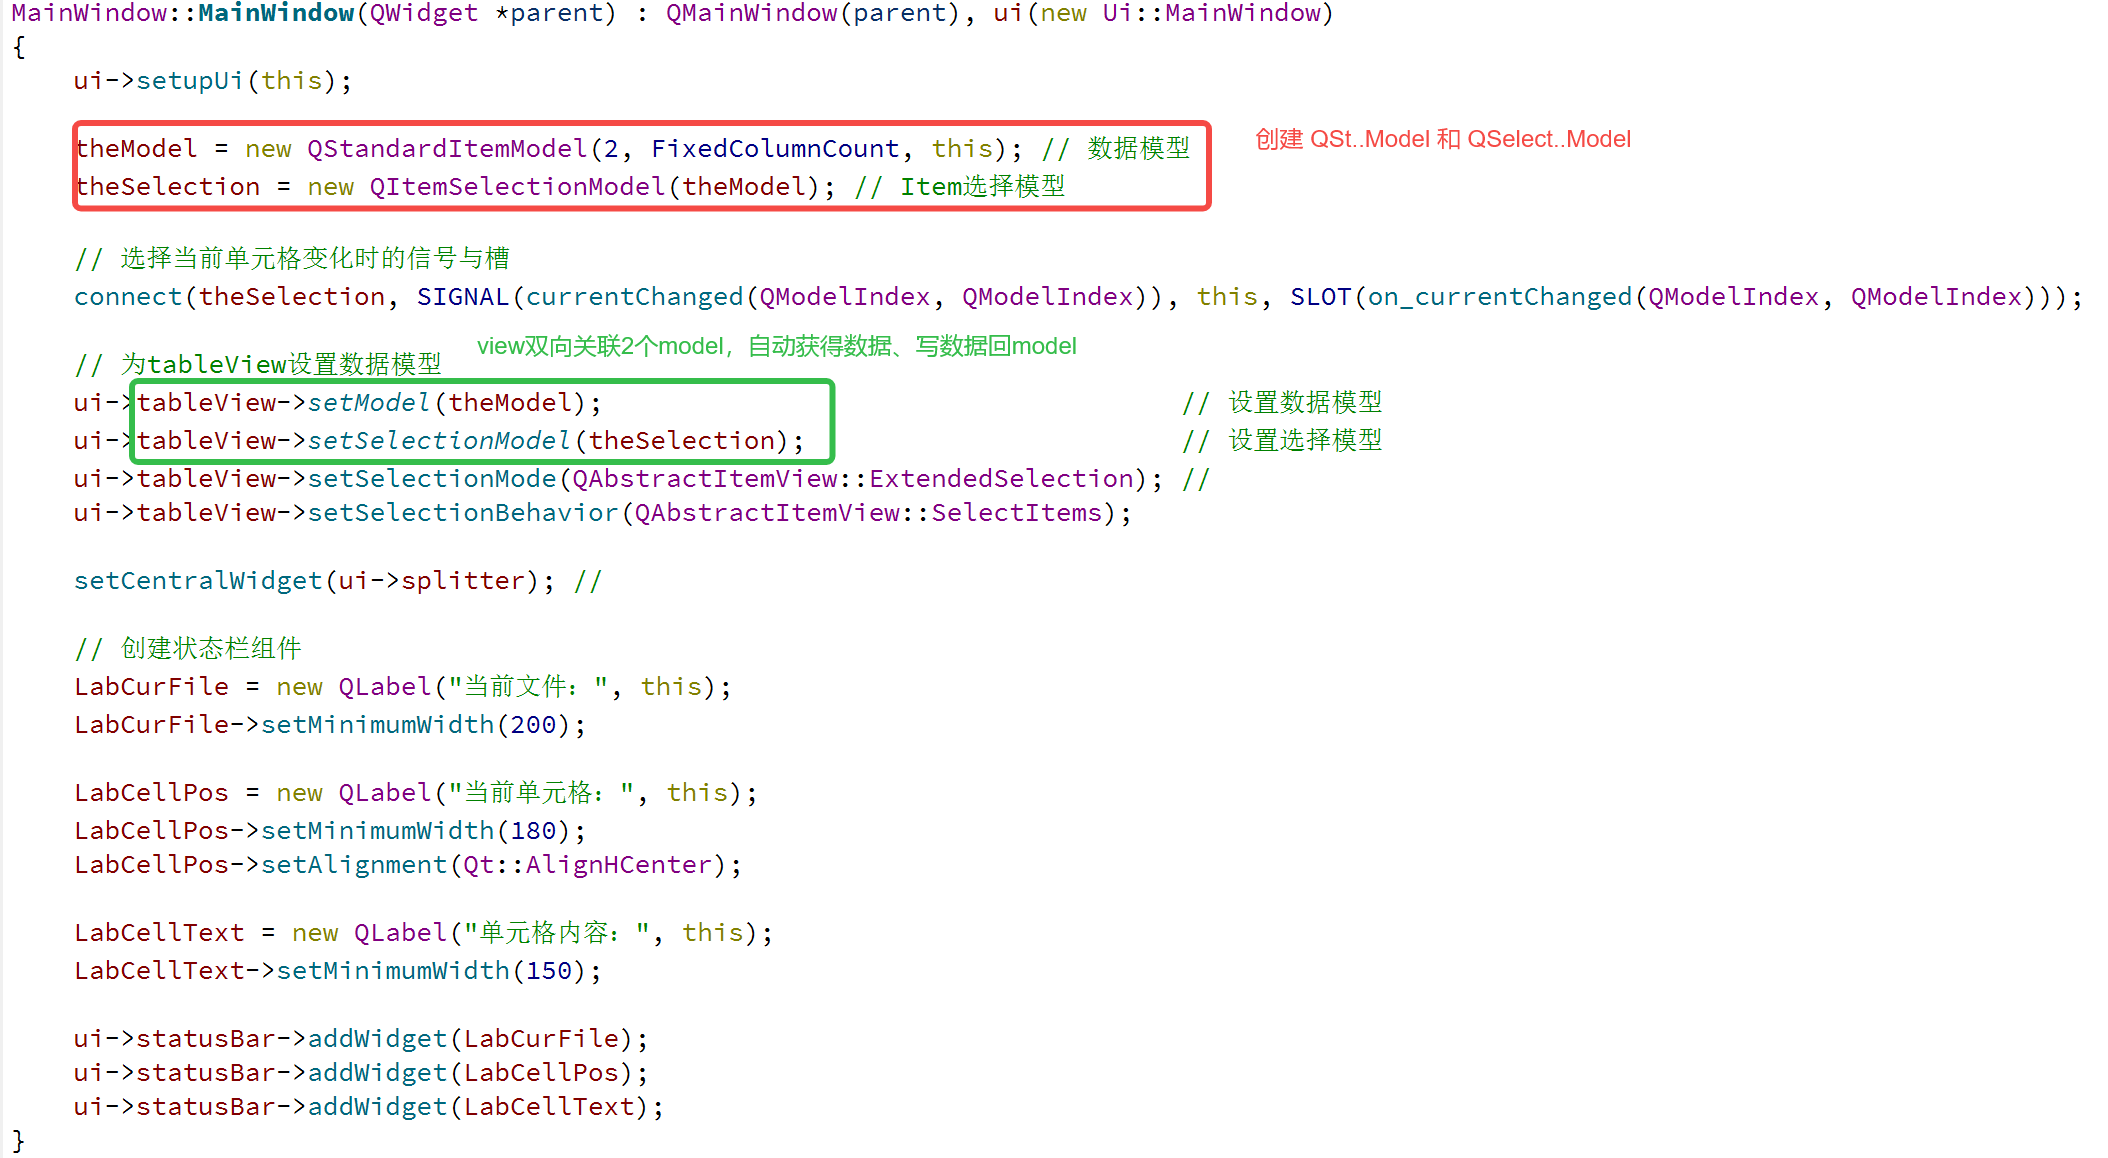 MainWindow::MainWindow(QWidget *parent) : QMainWindow(parent), ui(new Ui::MainWindow)
{
    ui->setupUi(this);
    theModel = new QStandardItemModel(2, FixedColumnCount, this); // 数据模型
创建 QSt..Model 和 QSelect..Model
    theSelection = new QItemSelectionModel(theModel); // Item选择模型
    // 选择当前单元格变化时的信号与槽
    connect(theSelection, SIGNAL(currentChanged(QModelIndex, QModelIndex)), this, SLOT(on_currentChanged(QModelIndex, QModelIndex)));
view双向关联2个model，自动获得数据、写数据回model
    // 为tableView设置数据模型
    ui->tableView->setModel(theModel); // 设置数据模型
    ui->tableView->setSelectionModel(theSelection); // 设置选择模型
    ui->tableView->setSelectionMode(QAbstractItemView::ExtendedSelection); //
    ui->tableView->setSelectionBehavior(QAbstractItemView::SelectItems);
    setCentralWidget(ui->splitter); //
    // 创建状态栏组件
    LabCurFile = new QLabel("当前文件：", this);
    LabCurFile->setMinimumWidth(200);
    LabCellPos = new QLabel("当前单元格：", this);
    LabCellPos->setMinimumWidth(180);
    LabCellPos->setAlignment(Qt::AlignHCenter);
    LabCellText = new QLabel("单元格内容：", this);
    LabCellText->setMinimumWidth(150);
    ui->statusBar->addWidget(LabCurFile);
    ui->statusBar->addWidget(LabCellPos);
    ui->statusBar->addWidget(LabCellText);
}